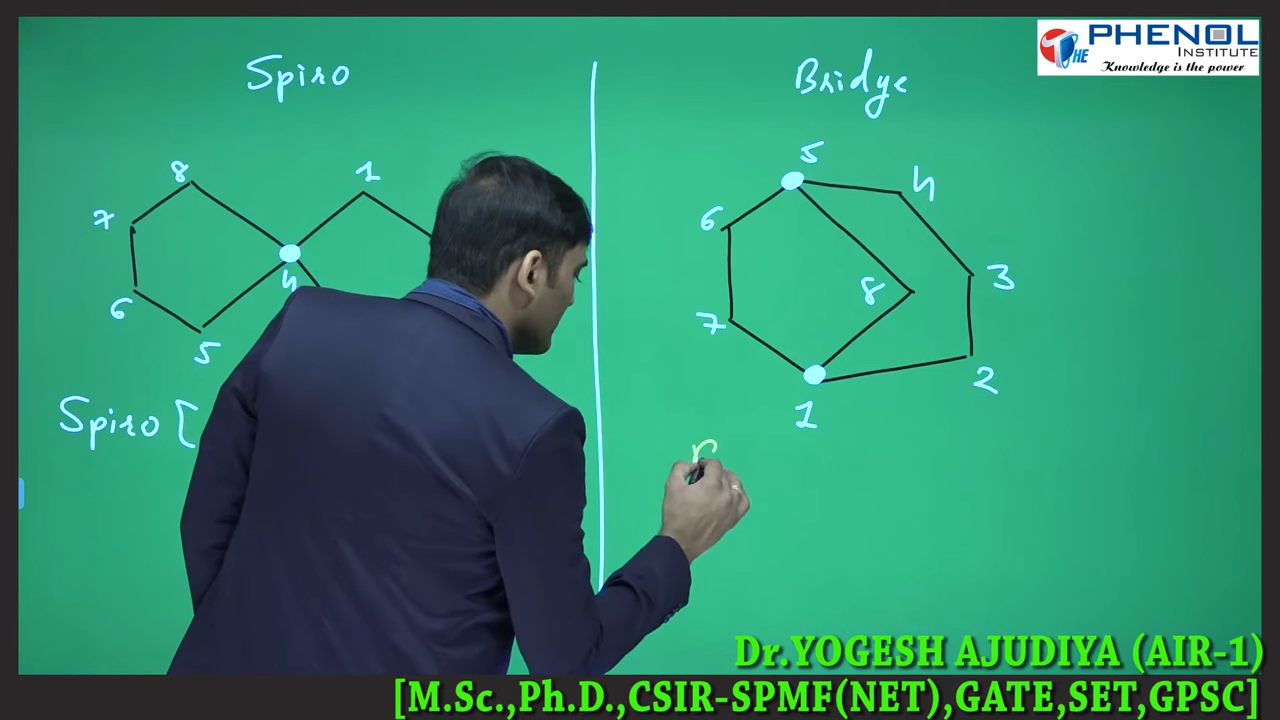 PHENOL
THE INSTITUTE
Knowledge is the power
Spiro
Bridge
8
1
7
4
6
5
Spiro [
5
4
6
3
8
7
2
1
Dr.YOGESH AJUDIYA (AIR-1)
[M.Sc.,Ph.D.,CSIR-SPMF(NET),GATE,SET,GPSC]